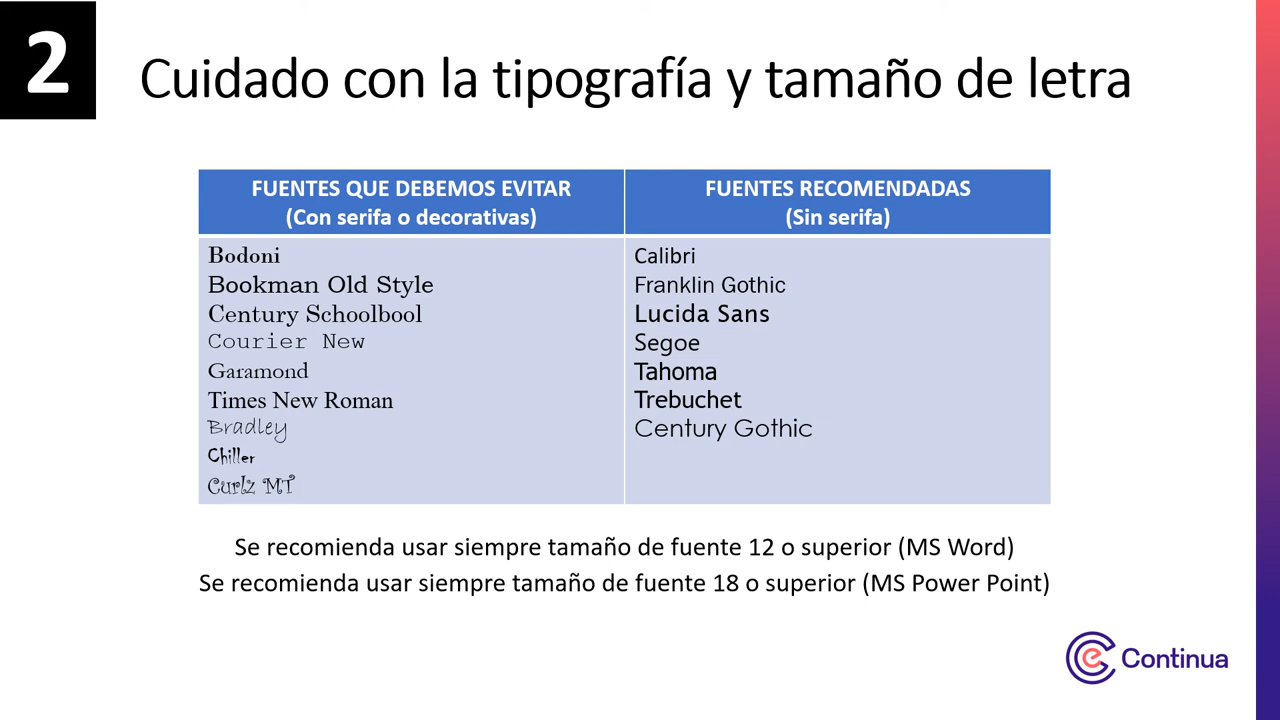 2
Cuidado con la tipografía y tamaño de letra
FUENTES QUE DEBEMOS EVITAR
(Con serifa o decorativas)
FUENTES RECOMENDADAS
(Sin serifa)
Bodoni
Bookman Old Style
Century Schoolbool
Courier New
Garamond
Times New Roman
Bradley
Chiller
Curlz MT
Calibri
Franklin Gothic
Lucida Sans
Segoe
Tahoma
Trebuchet
Century Gothic
Se recomienda usar siempre tamaño de fuente 12 o superior (MS Word)
Se recomienda usar siempre tamaño de fuente 18 o superior (MS Power Point)
e Continua